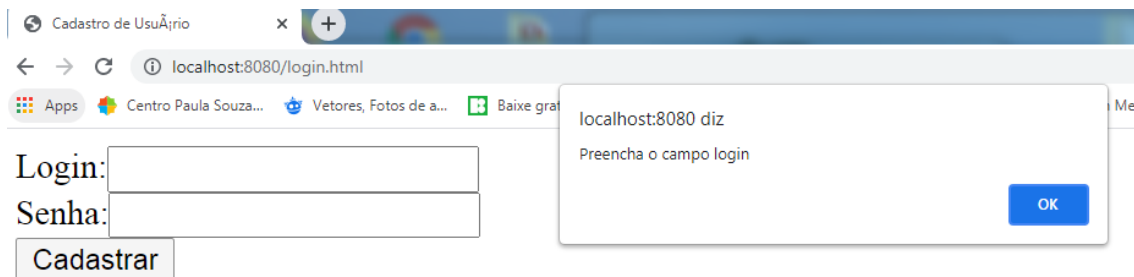 Cadastro de UsuÃ¡rio
localhost:8080/login.html
Apps Centro Paula Souza... Vetores, Fotos de a... Baixe grat
Me
localhost:8080 diz
Preencha o campo login
OK
Login:
Senha:
Cadastrar